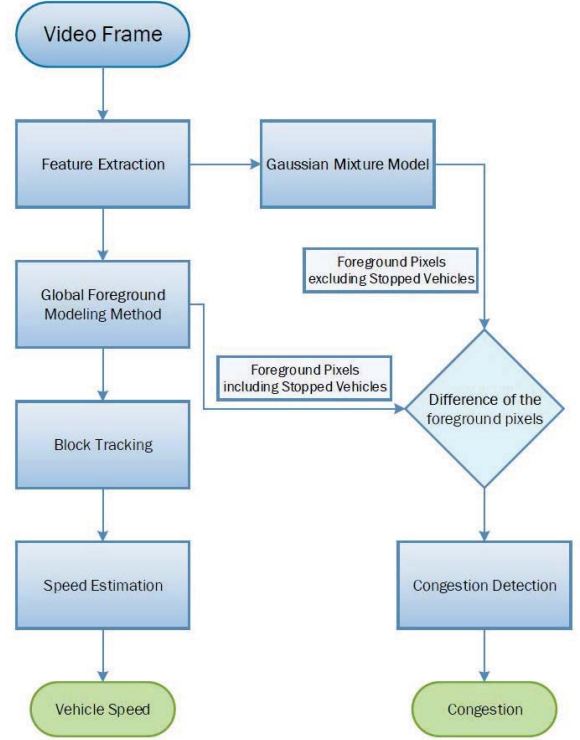 Video Frame
Feature Extraction
Gaussian Mixture Model
Foreground Pixels
excluding Stopped Vehicles
Global Foreground
Modeling Method
Foreground Pixels
including Stopped Vehicles
Difference of the
foreground pixels
Block Tracking
Speed Estimation
Congestion Detection
Vehicle Speed
Congestion